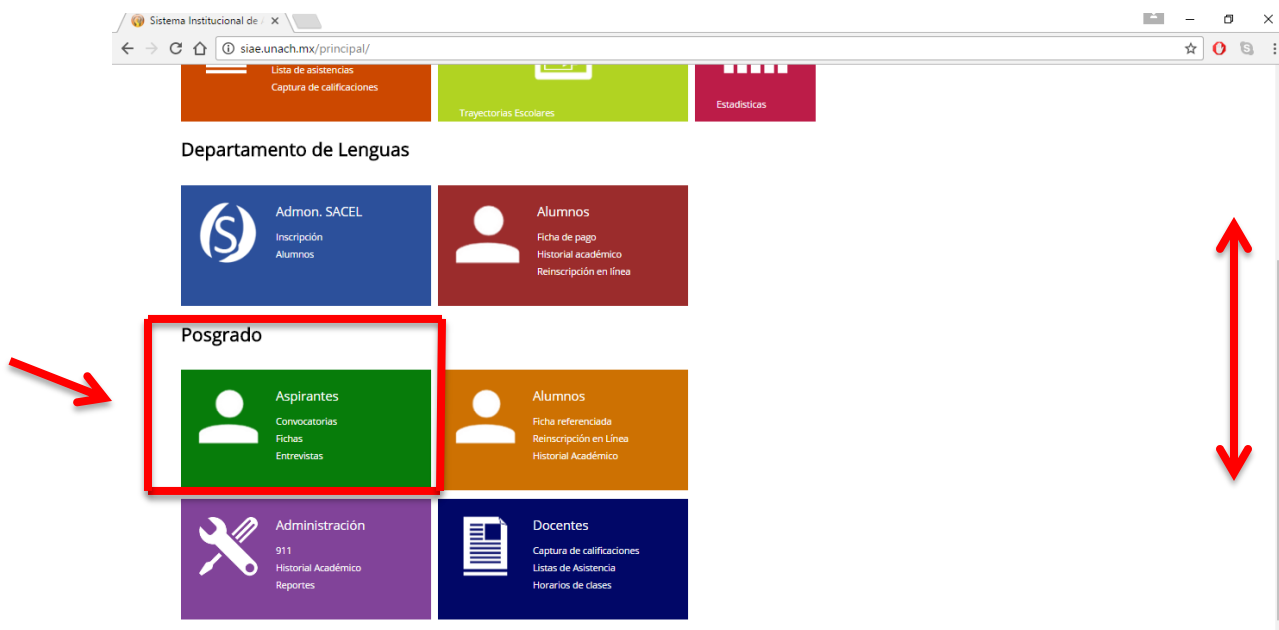 Sistema Institucional de A
siae.unach.mx/principal/
Lista de asistencias
Captura de calificaciones
Trayectorias Escolares
Estadisticas
Departamento de Lenguas
Admon. SACEL
Inscripción
Alumnos
Alumnos
Ficha de pago
Historial académico
Reinscripción en línea
Posgrado
Aspirantes
Convocatorias
Fichas
Entrevistas
Alumnos
Ficha referenciada
Reinscripción en Línea
Historial Académico
Administración
911
Historial Académico
Reportes
Docentes
Captura de calificaciones
Listas de Asistencia
Horarios de clases